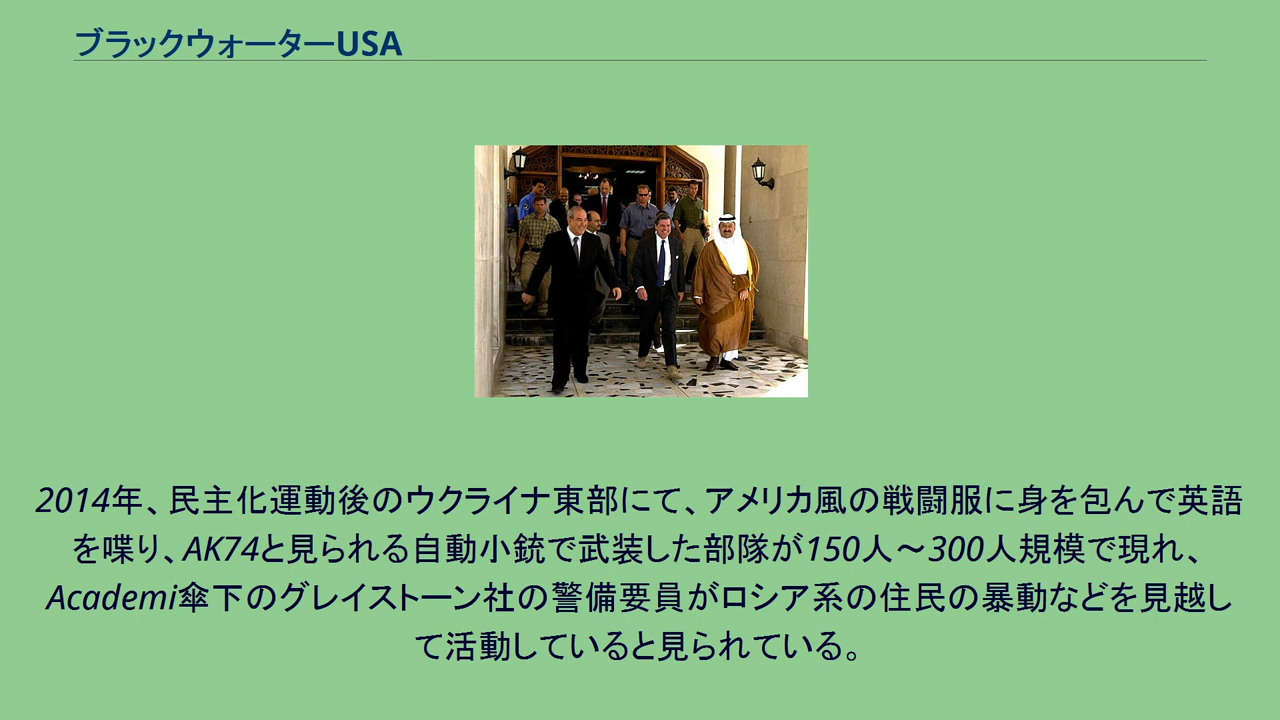 ブラックウォーターUSA
2014年、民主化運動後のウクライナ東部にて、アメリカ風の戦闘服に身を包んで英語
を喋り、AK74と見られる自動小銃で武装した部隊が150人～300人規模で現れ、
Academi傘下のグレイストーン社の警備要員がロシア系の住民の暴動などを見越し
て活動していると見られている。